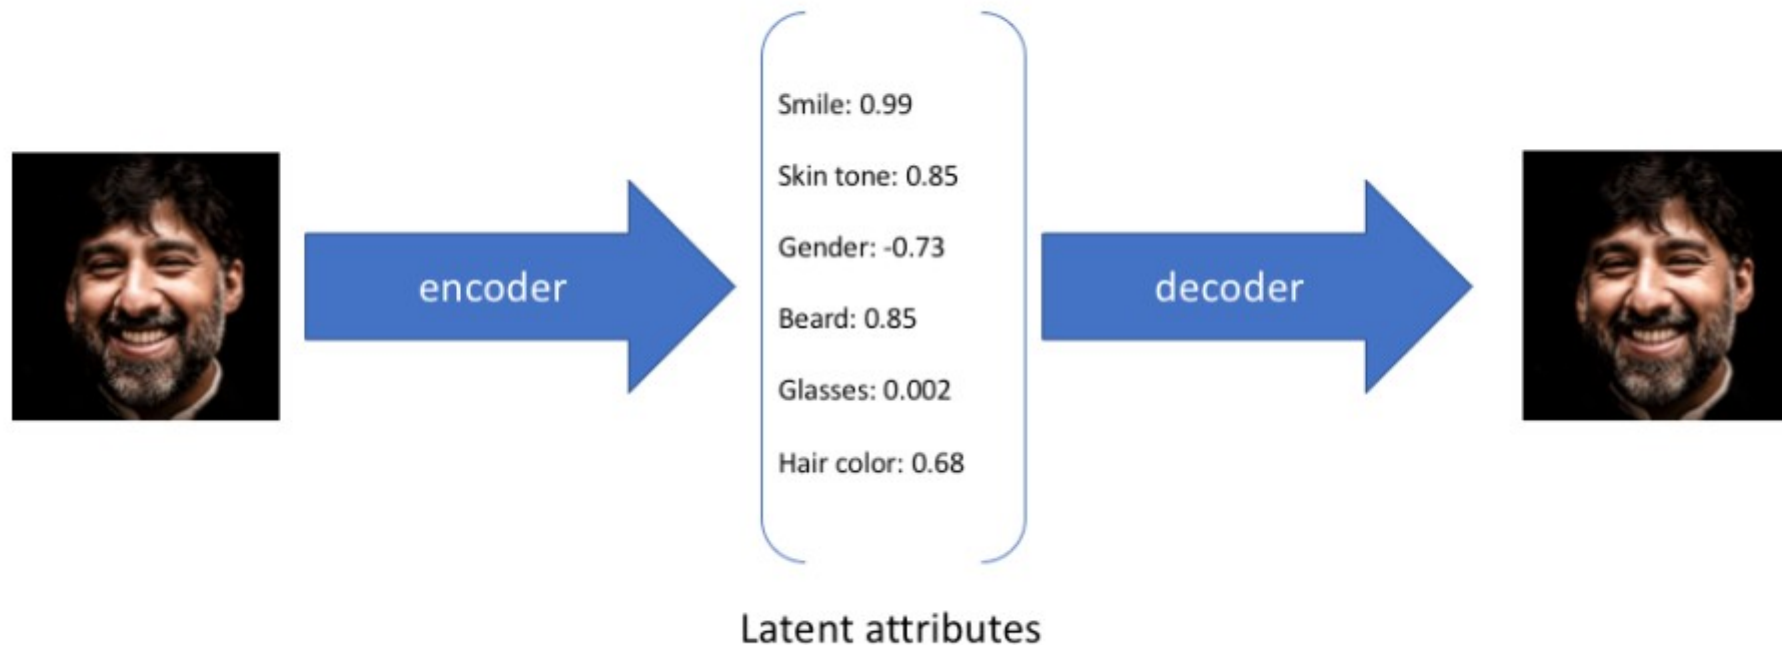 encoder
Smile: 0.99
Skin tone: 0.85
Gender: -0.73
Beard: 0.85
Glasses: 0.002
Hair color: 0.68
decoder
Latent attributes